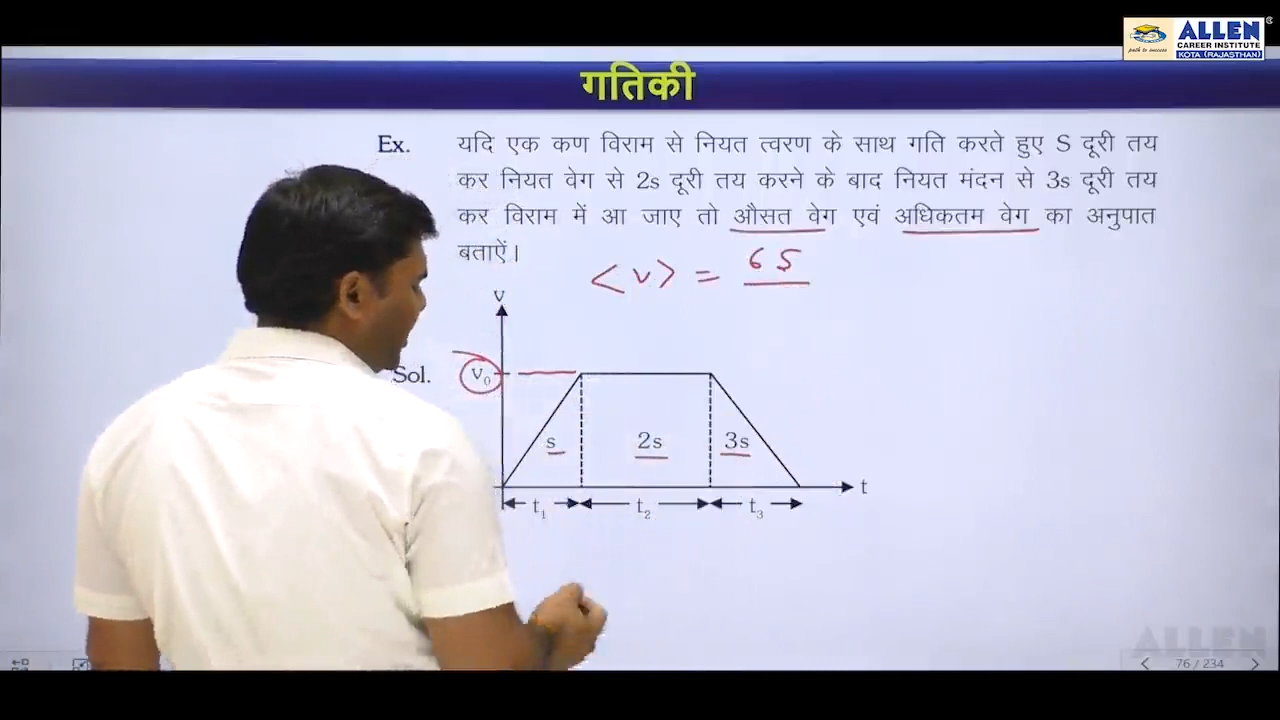 ALLEN
path to success
CAREER INSTITUTE
KOTA (RAJASTHAN)
गतिकी
Ex. यदि एक कण विराम से नियत त्वरण के साथ गति करते हुए S दूरी तय
कर नियत वेग से 2s दूरी तय करने के बाद नियत मंदन से 3s दूरी तय
कर विराम में आ जाए तो औसत वेग एवं अधिकतम वेग का अनुपात
बताऐं।
<v> = 6S
v
Sol. v₀
s 2s 3s
t
t₁ t₂ t₃
ALLEN
76 / 234